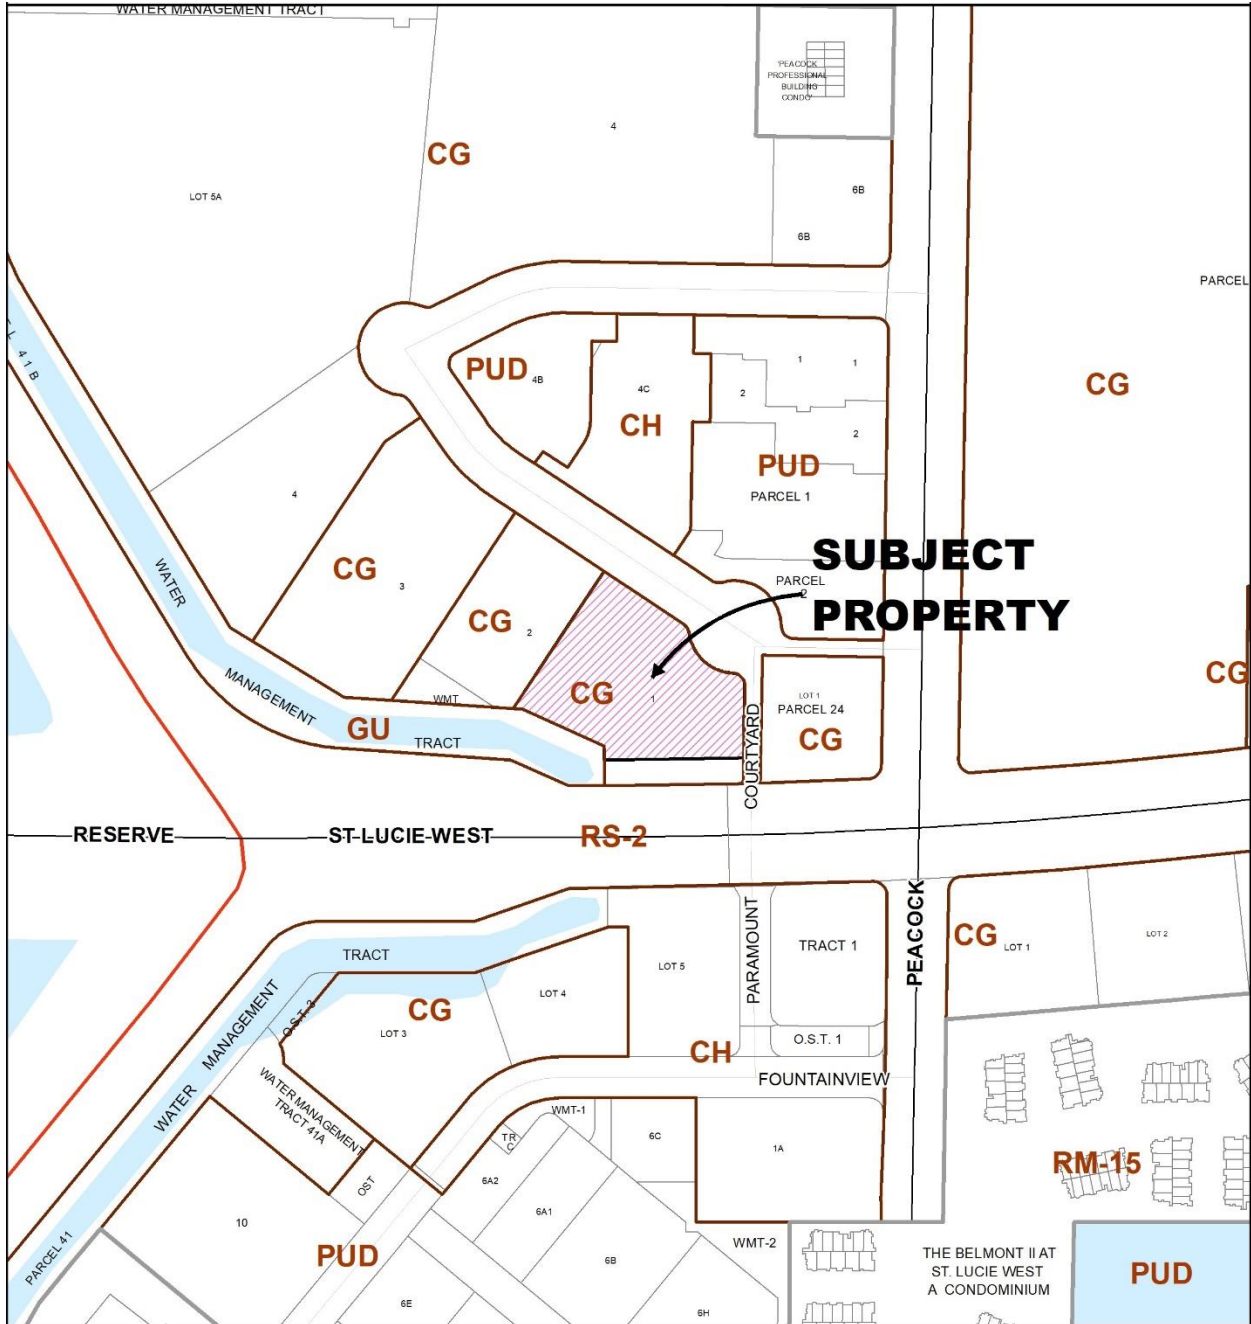 WATER MANAGEMENT TRACT
'PEACOCK
PROFESSIONAL
BUILDING
CONDO'
4
CG
LOT 5A
6B
6B
PARCEL
41B
PUD
4B
4C
CH
1
1
2
2
CG
PUD
PARCEL 1
4
SUBJECT
PROPERTY
WATER
CG
3
PARCEL
2
CG
2
CG
1
CG
MANAGEMENT
WMT
LOT 1
PARCEL 24
CG
GU
TRACT
COURTYARD
RESERVE
ST LUCIE WEST
RS-2
PEACOCK
PARAMOUNT
TRACT 1
CG
LOT 1
LOT 2
TRACT
LOT 5
LOT 4
CG
LOT 3
O.S.T. 3
MANAGEMENT
WATER
O.S.T. 1
CH
FOUNTAINVIEW
WATER MANAGEMENT
TRACT 41A
WMT-1
TR
C
6C
1A
RM-15
OST
6A2
6A1
10
PUD
PARCEL 41
6B
WMT-2
THE BELMONT II AT
ST. LUCIE WEST
A CONDOMINIUM
PUD
6E
6H